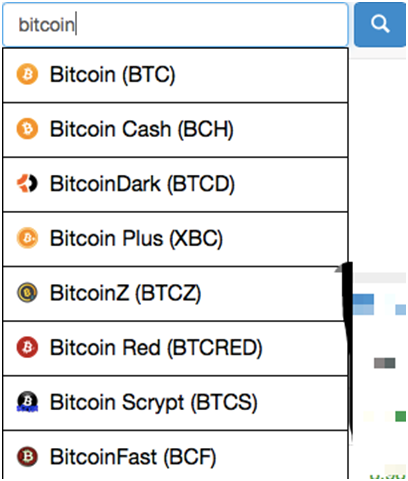 bitcoin
Bitcoin (BTC)
Bitcoin Cash (BCH)
BitcoinDark (BTCD)
Bitcoin Plus (XBC)
BitcoinZ (BTCZ)
Bitcoin Red (BTCRED)
Bitcoin Scrypt (BTCS)
BitcoinFast (BCF)